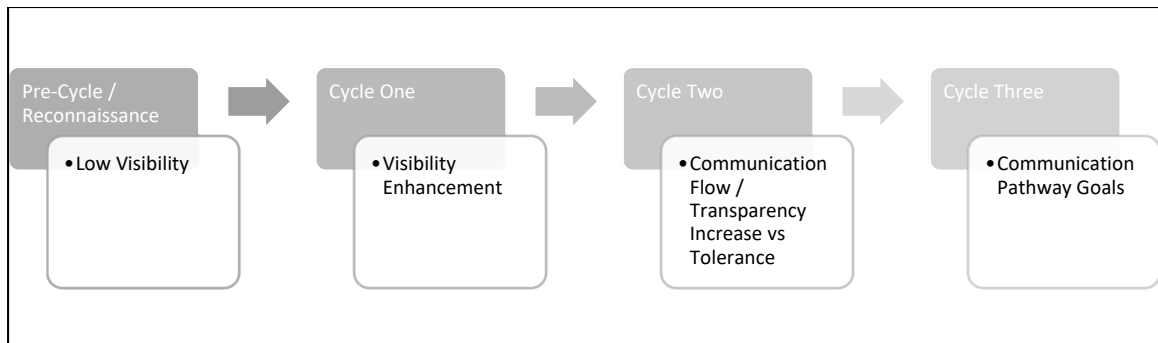 Pre-Cycle /
Reconnaissance
•Low Visibility
Cycle One
•Visibility
Enhancement
Cycle Two
•Communication
Flow /
Transparency
Increase vs
Tolerance
Cycle Three
•Communication
Pathway Goals